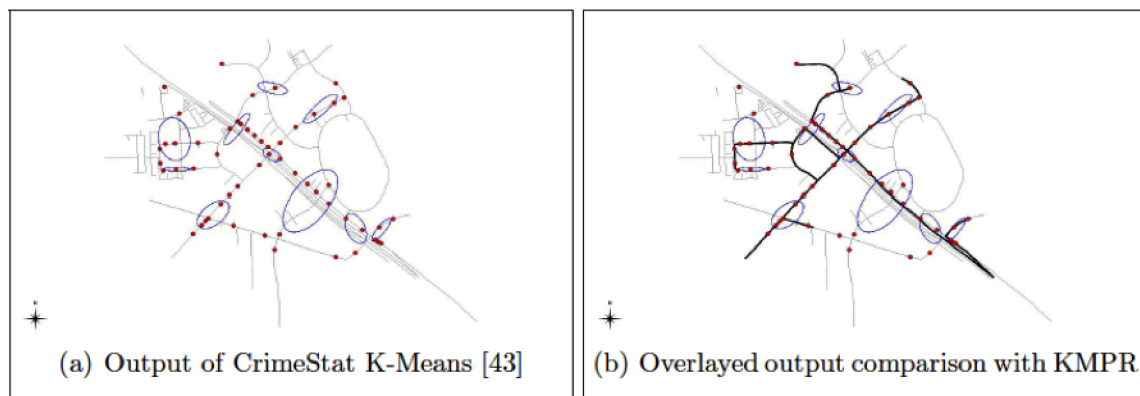 (a) Output of CrimeStat K-Means [43]
(b) Overlayed output comparison with KMPR